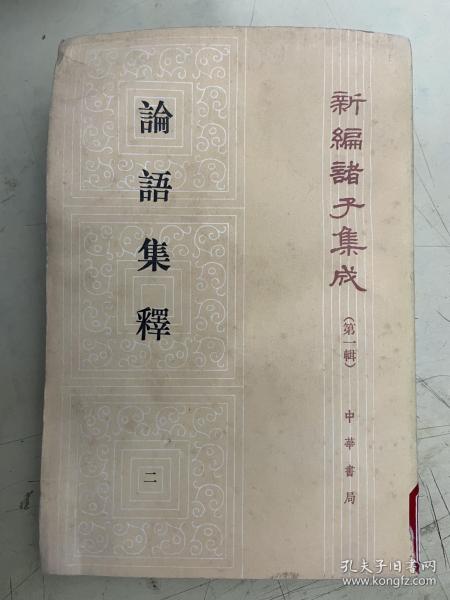 新編諸子集成
(第一輯)
論語集釋
二
中華書局
孔夫子旧书网
www.kongfz.com